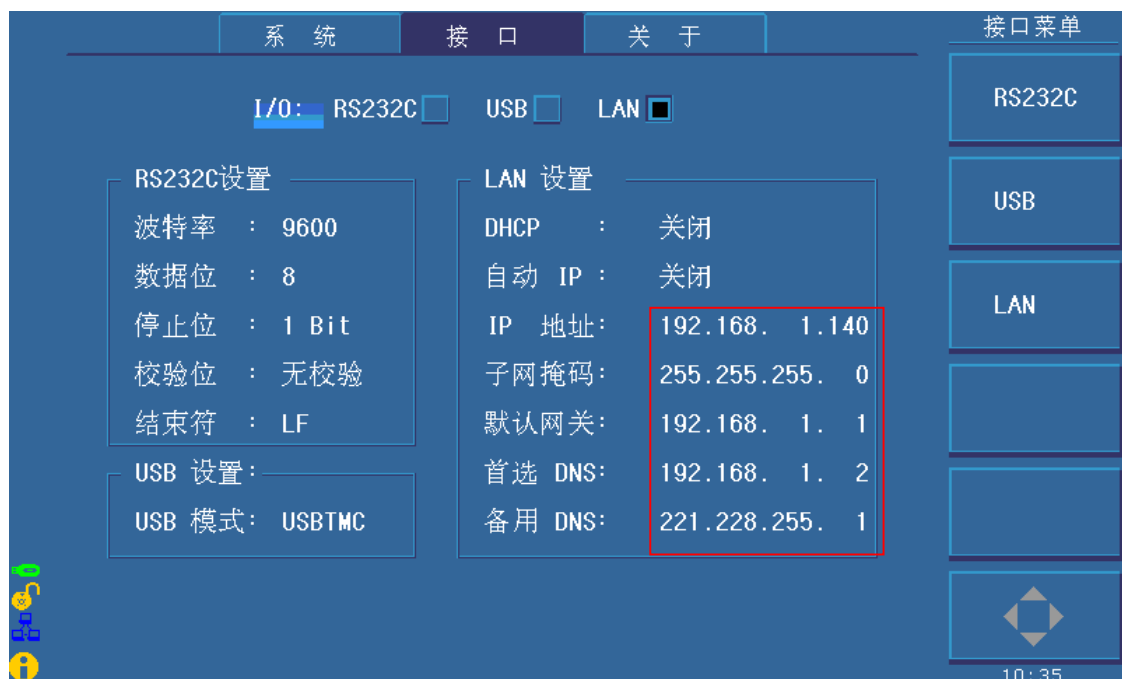 系 统 接 口 关 于
接口菜单
I/O: RS232C USB LAN
RS232C
USB
LAN
RS232C设置
波特率 : 9600
数据位 : 8
停止位 : 1 Bit
校验位 : 无校验
结束符 : LF
USB 设置:
USB 模式: USBTMC
LAN 设置
DHCP : 关闭
自动 IP : 关闭
IP 地址: 192.168. 1.140
子网掩码: 255.255.255. 0
默认网关: 192.168. 1. 1
首选 DNS: 192.168. 1. 2
备用 DNS: 221.228.255. 1
10:35